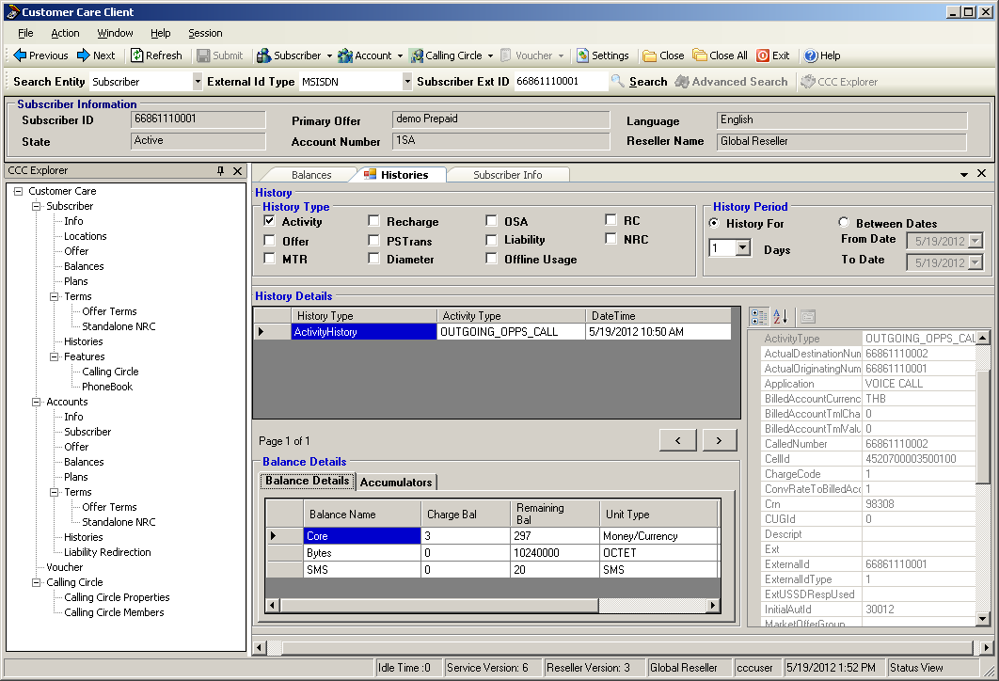 Customer Care Client
File Action Window Help Session
Previous Next Refresh Submit Subscriber Account Calling Circle Voucher Settings Close Close All Exit Help
Search Entity Subscriber External Id Type MSISDN Subscriber Ext ID 66861110001 Search Advanced Search CCC Explorer
Subscriber Information
Subscriber ID 66861110001 Primary Offer demo Prepaid Language English
State Active Account Number 1SA Reseller Name Global Reseller
CCC Explorer
Customer Care
Subscriber
Info
Locations
Offer
Balances
Plans
Terms
Offer Terms
Standalone NRC
Histories
Features
Calling Circle
PhoneBook
Accounts
Info
Subscriber
Offer
Balances
Plans
Terms
Offer Terms
Standalone NRC
Histories
Liability Redirection
Voucher
Calling Circle
Calling Circle Properties
Calling Circle Members
Balances Histories Subscriber Info
History
History Type
Activity Recharge OSA RC
Offer PSTrans Liability NRC
MTR Diameter Offline Usage
History Period
History For Between Dates
1 Days
From Date 5/19/2012
To Date 5/19/2012
History Details
History Type Activity Type DateTime
ActivityHistory OUTGOING_OPPS_CALL 5/19/2012 10:50 AM
Page 1 of 1 < >
Balance Details
Balance Details Accumulators
Balance Name Charge Bal Remaining Bal Unit Type
Core 3 297 Money/Currency
Bytes 0 10240000 OCTET
SMS 0 20 SMS
ActivityType OUTGOING_OPPS_CAL
ActualDestinationNum 66861110002
ActualOriginatingNum 66861110001
Application VOICE CALL
BilledAccountCurrenc THB
BilledAccountTmlCha 0
BilledAccountTmlValu 0
CalledNumber 66861110002
CellId 4520700003500100
ChargeCode 1
ConvRateToBilledAcc 1
Crn 98308
CUGId 0
Descript
Ext
ExternalId 66861110001
ExternalIdType 1
ExtUSSDRespUsed
InitialAutId 30012
MarketOfferGroup
Idle Time :0 Service Version: 6 Reseller Version: 3 Global Reseller cccuser 5/19/2012 1:52 PM Status View